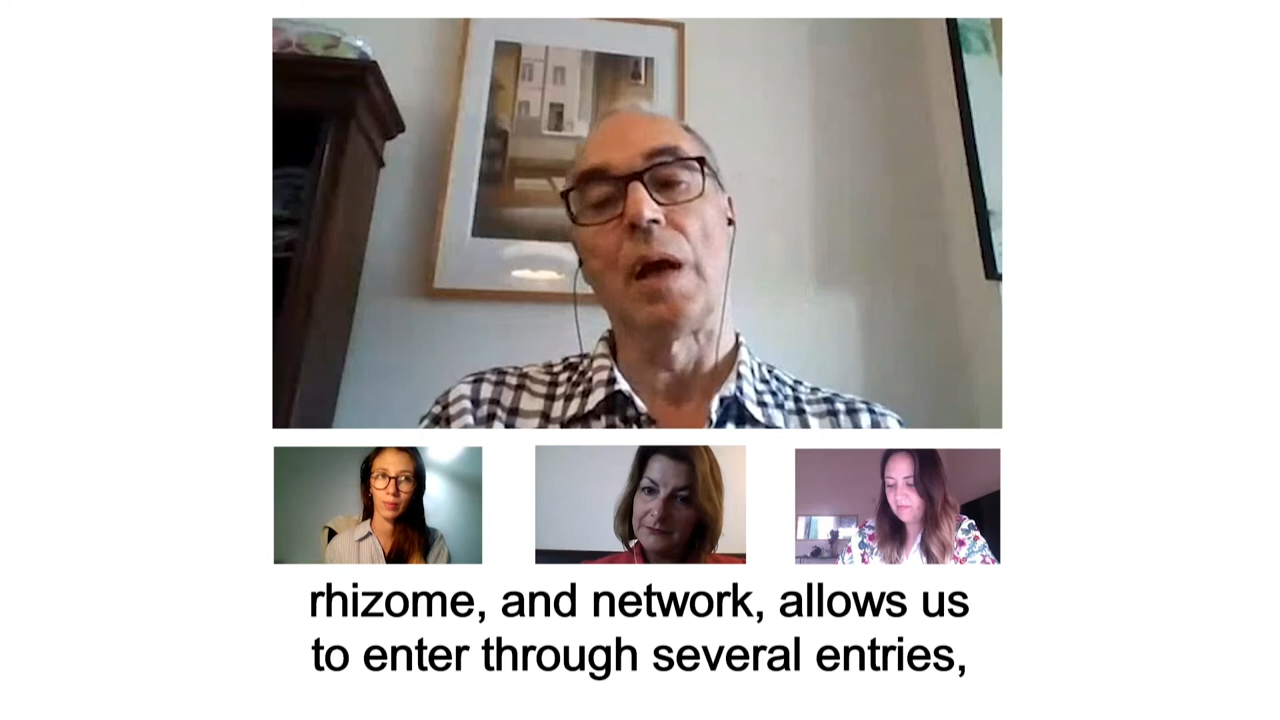 rhizome, and network, allows us
to enter through several entries,